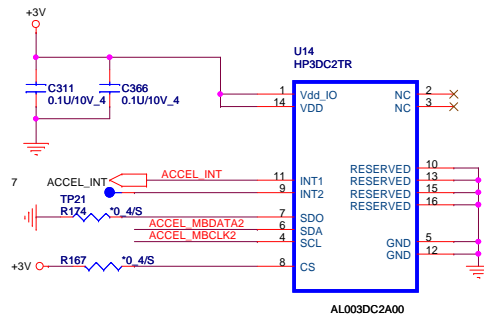 +3V
U14
HP3DC2TR
C311
0.1U/10V_4
C366
0.1U/10V_4
1
Vdd_IO
14
VDD
NC
2
NC
3
RESERVED
10
RESERVED
13
RESERVED
15
RESERVED
16
7
ACCEL_INT
ACCEL_INT
11
INT1
9
INT2
TP21
R174
*0_4/S
7
SDO
ACCEL_MBDATA2
6
SDA
ACCEL_MBCLK2
4
SCL
GND
5
GND
12
+3V
R167
*0_4/S
8
CS
AL003DC2A00